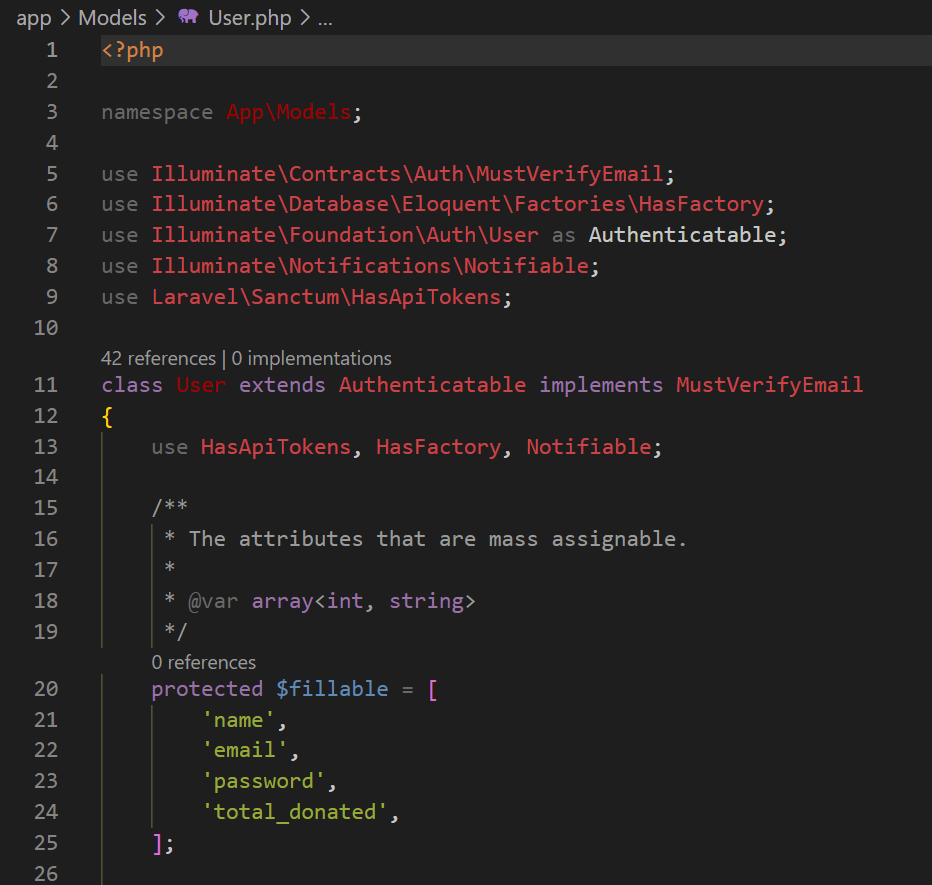 app > Models > User.php > ...
1 <?php
2
3 namespace App\Models;
4
5 use Illuminate\Contracts\Auth\MustVerifyEmail;
6 use Illuminate\Database\Eloquent\Factories\HasFactory;
7 use Illuminate\Foundation\Auth\User as Authenticatable;
8 use Illuminate\Notifications\Notifiable;
9 use Laravel\Sanctum\HasApiTokens;
10
42 references | 0 implementations
11 class User extends Authenticatable implements MustVerifyEmail
12 {
13     use HasApiTokens, HasFactory, Notifiable;
14
15     /**
16      * The attributes that are mass assignable.
17      *
18      * @var array<int, string>
19      */
0 references
20     protected $fillable = [
21         'name',
22         'email',
23         'password',
24         'total_donated',
25     ];
26